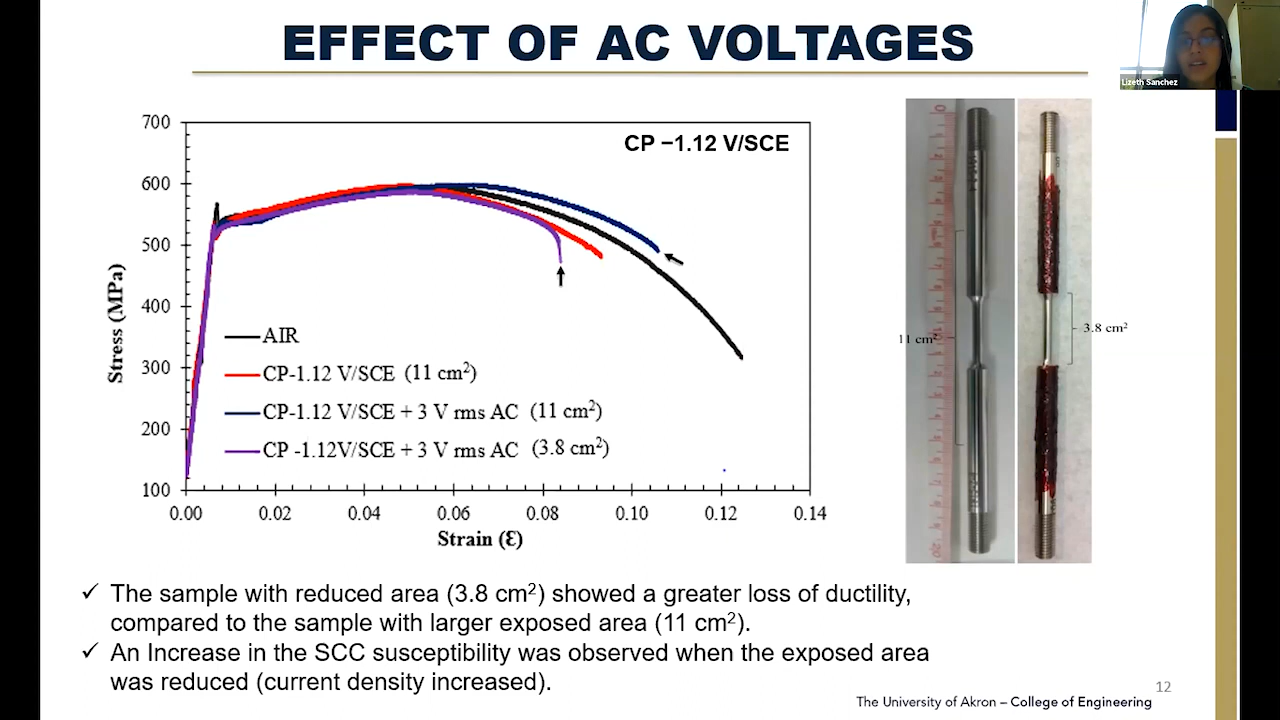 EFFECT OF AC VOLTAGES
Lizeth Sanchez
CP −1.12 V/SCE
700
600
500
400
300
200
100
Stress (MPa)
AIR
CP-1.12 V/SCE (11 cm²)
CP-1.12 V/SCE + 3 V rms AC (11 cm²)
CP -1.12V/SCE + 3 V rms AC (3.8 cm²)
0.00 0.02 0.04 0.06 0.08 0.10 0.12 0.14
Strain (Ɛ)
11 cm²
3.8 cm²
✓ The sample with reduced area (3.8 cm²) showed a greater loss of ductility,
compared to the sample with larger exposed area (11 cm²).
✓ An Increase in the SCC susceptibility was observed when the exposed area
was reduced (current density increased).
12
The University of Akron – College of Engineering